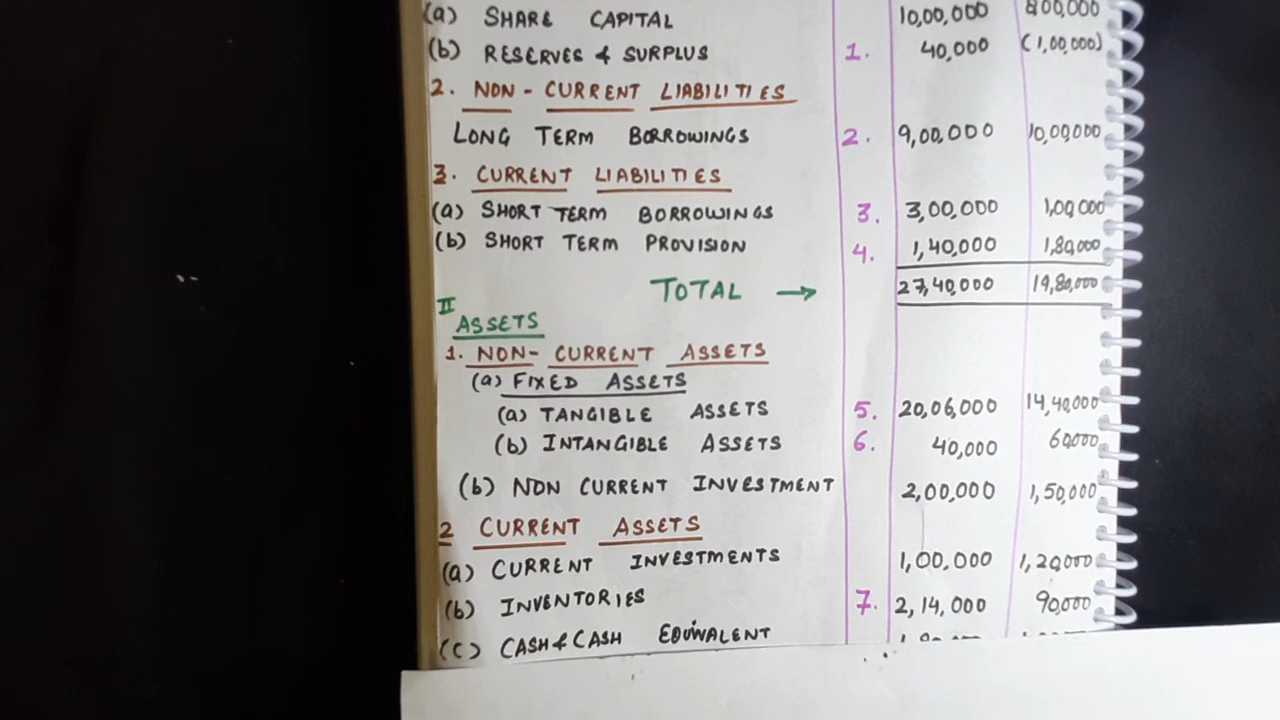 (a) SHARE CAPITAL 10,00,000 800,000
(b) RESERVES & SURPLUS 1. 40,000 (1,00,000)
2. NON - CURRENT LIABILITIES
LONG TERM BORROWINGS 2. 9,00,000 10,00,000
3. CURRENT LIABILITIES
(a) SHORT TERM BORROWINGS 3. 3,00,000 1,00,000
(b) SHORT TERM PROVISION 4. 1,40,000 1,80,000
TOTAL → 27,40,000 19,80,000
II
ASSETS
1. NON- CURRENT ASSETS
(a) FIXED ASSETS
(a) TANGIBLE ASSETS 5. 20,06,000 14,40,000
(b) INTANGIBLE ASSETS 6. 40,000 60,000
(b) NON CURRENT INVESTMENT 2,00,000 1,50,000
2 CURRENT ASSETS
(a) CURRENT INVESTMENTS 1,00,000 1,20,000
(b) INVENTORIES 7. 2,14,000 90,000
(c) CASH & CASH EQUIVALENT